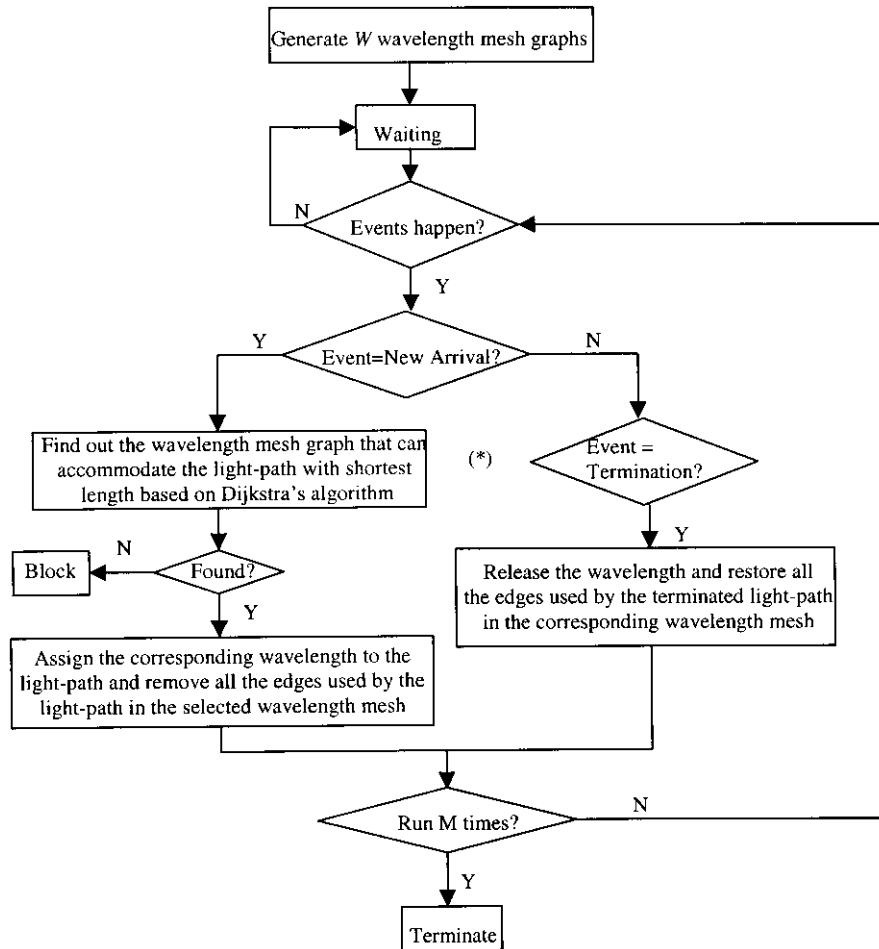 Generate W wavelength mesh graphs
Waiting
N
Events happen?
Y
Y
Event=New Arrival?
N
Find out the wavelength mesh graph that can
accommodate the light-path with shortest
length based on Dijkstra's algorithm
(*)
Event =
Termination?
N
Y
Block
Found?
Y
Release the wavelength and restore all
the edges used by the terminated light-path
in the corresponding wavelength mesh
Assign the corresponding wavelength to the
light-path and remove all the edges used by the
light-path in the selected wavelength mesh
Run M times?
N
Y
Terminate